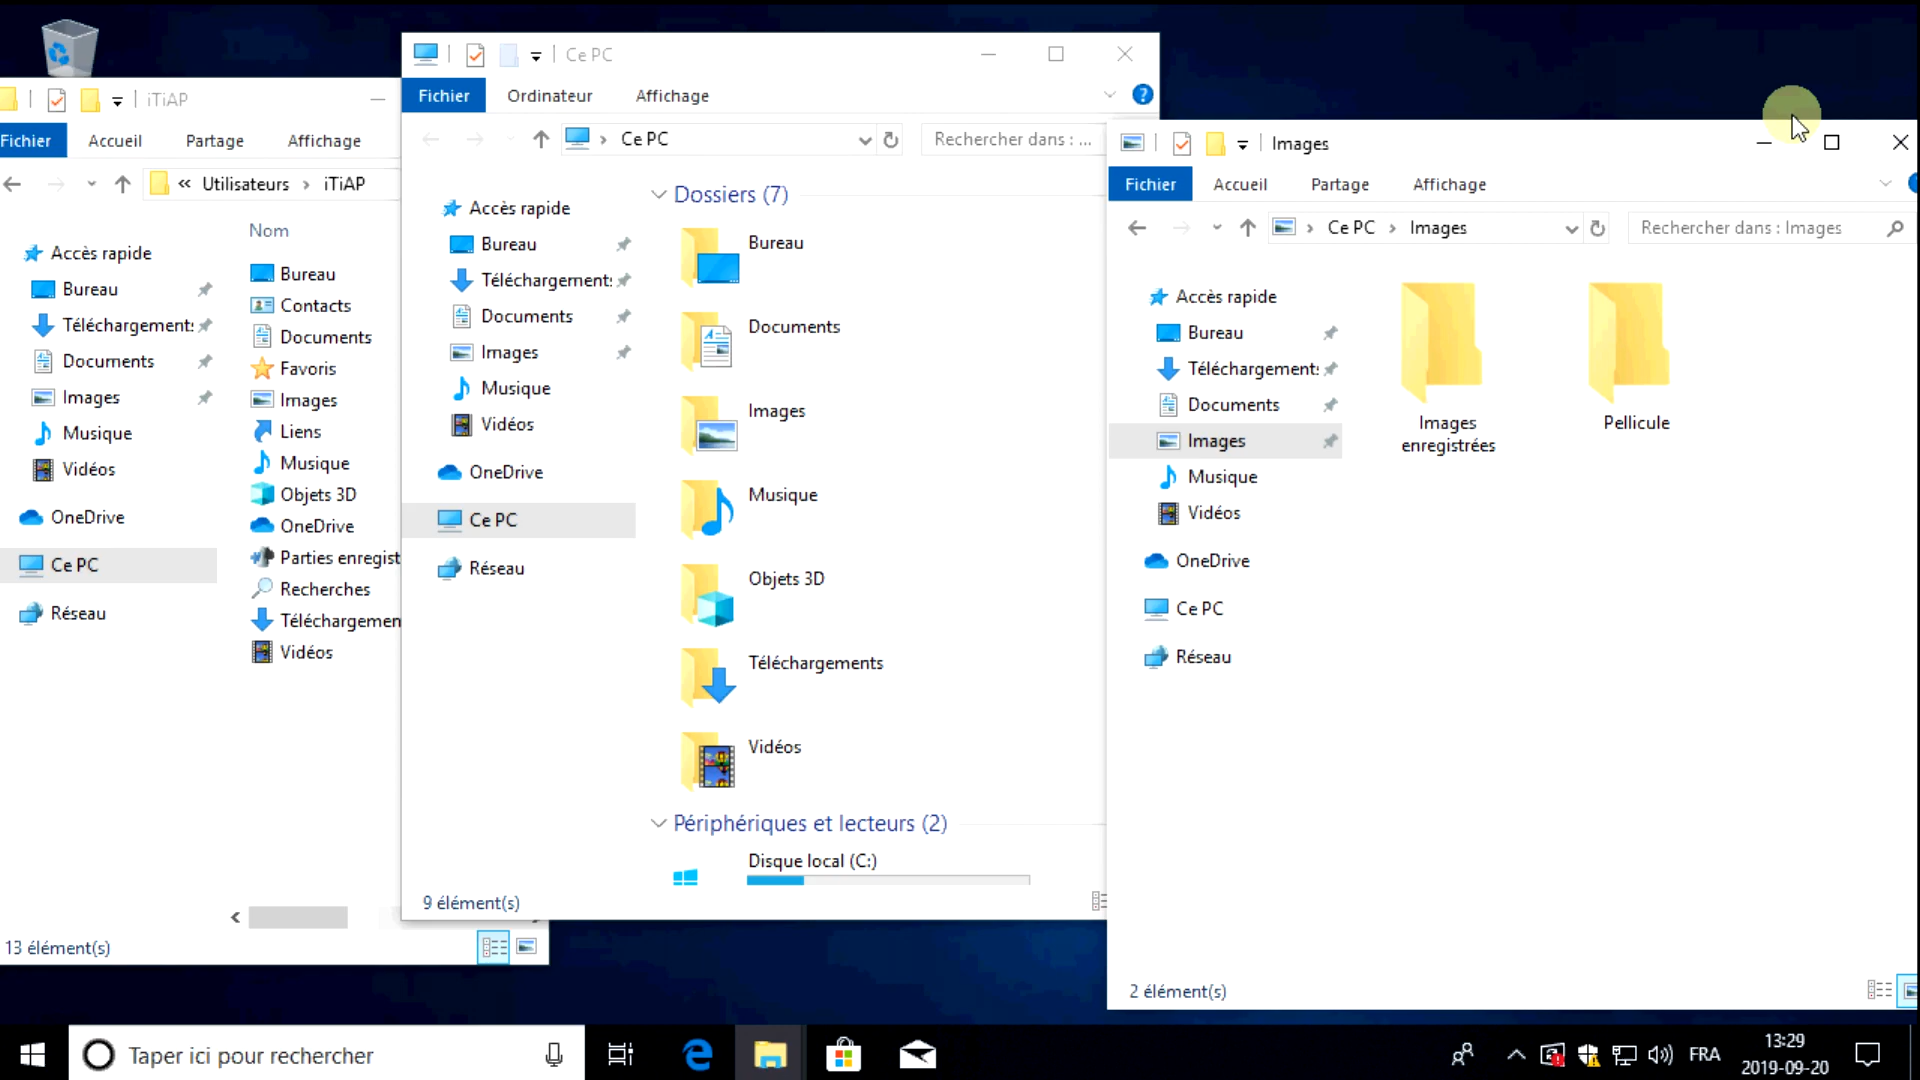 iTiAP
Fichier
Accueil
Partage
Affichage
« Utilisateurs > iTiAP
Nom
Accès rapide
Bureau
Téléchargement
Documents
Images
Musique
Vidéos
OneDrive
Ce PC
Réseau
Bureau
Contacts
Documents
Favoris
Images
Liens
Musique
Objets 3D
OneDrive
Parties enregist
Recherches
Téléchargemen
Vidéos
13 élément(s)
Ce PC
Fichier
Ordinateur
Affichage
Ce PC
Rechercher dans : ...
Accès rapide
Bureau
Téléchargement
Documents
Images
Musique
Vidéos
OneDrive
Ce PC
Réseau
Dossiers (7)
Bureau
Documents
Images
Musique
Objets 3D
Téléchargements
Vidéos
Périphériques et lecteurs (2)
Disque local (C:)
9 élément(s)
Images
Fichier
Accueil
Partage
Affichage
Ce PC > Images
Rechercher dans : Images
Accès rapide
Bureau
Téléchargement
Documents
Images
Musique
Vidéos
OneDrive
Ce PC
Réseau
Images
enregistrées
Pellicule
2 élément(s)
Taper ici pour rechercher
FRA
13:29
2019-09-20